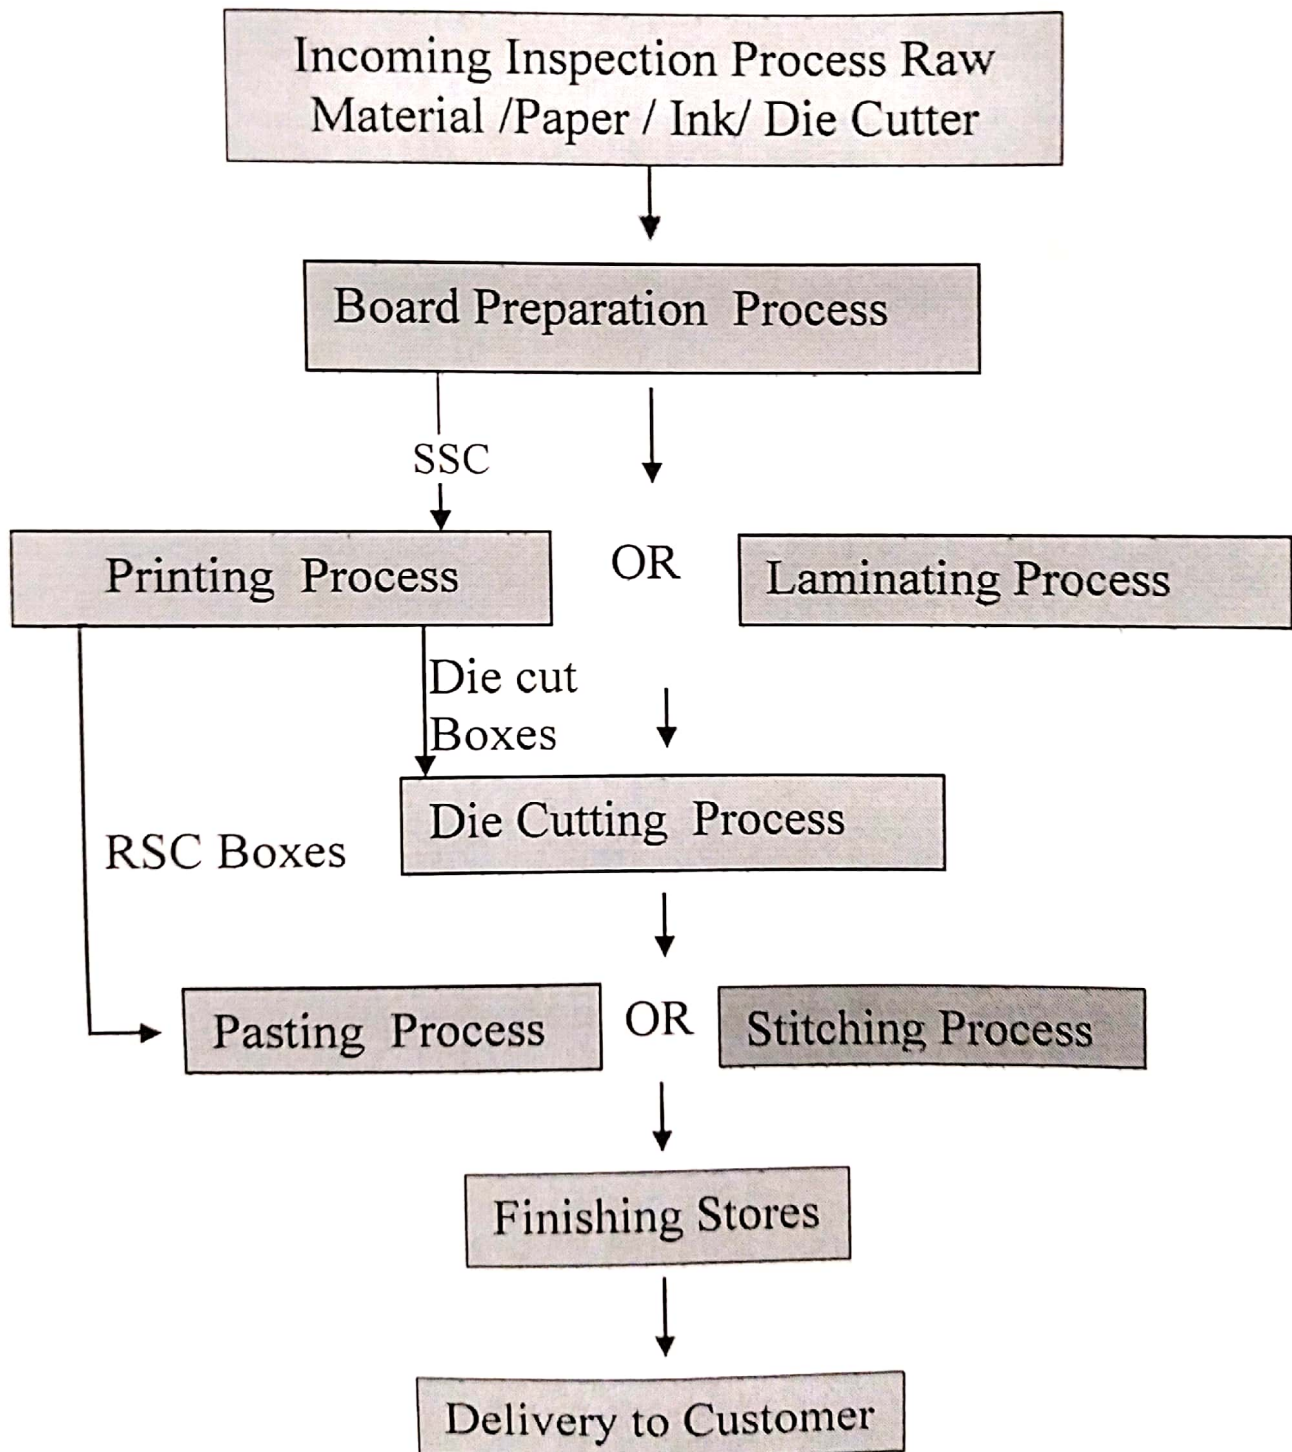 Incoming Inspection Process Raw
Material /Paper / Ink/ Die Cutter
Board Preparation Process
SSC
Printing Process
OR
Laminating Process
Die cut
Boxes
Die Cutting Process
RSC Boxes
Pasting Process
OR
Stitching Process
Finishing Stores
Delivery to Customer